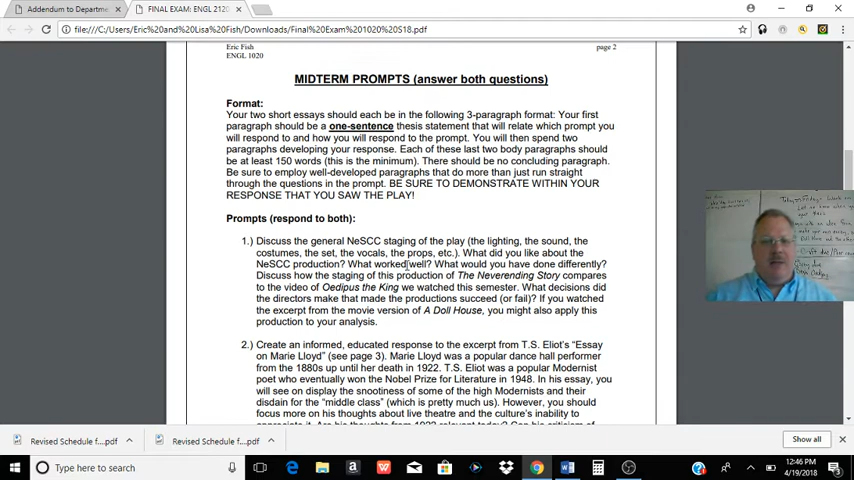 Addendum to Departme
FINAL EXAM: ENGL 2120
file:///C:/Users/Eric%20and%20Lisa%20Fish/Downloads/Final%20Exam%201020%20S18.pdf
Eric Fish
page 2
ENGL 1020
MIDTERM PROMPTS (answer both questions)
Format:
Your two short essays should each be in the following 3-paragraph format: Your first
paragraph should be a one-sentence thesis statement that will relate which prompt you
will respond to and how you will respond to the prompt. You will then spend two
paragraphs developing your response. Each of these last two body paragraphs should
be at least 150 words (this is the minimum). There should be no concluding paragraph.
Be sure to employ well-developed paragraphs that do more than just run straight
through the questions in the prompt. BE SURE TO DEMONSTRATE WITHIN YOUR
RESPONSE THAT YOU SAW THE PLAY!
Prompts (respond to both):
1.) Discuss the general NeSCC staging of the play (the lighting, the sound, the
costumes, the set, the vocals, the props, etc.). What did you like about the
NeSCC production? What worked well? What would you have done differently?
Discuss how the staging of this production of The Neverending Story compares
to the video of Oedipus the King we watched this semester. What decisions did
the directors make that made the productions succeed (or fail)? If you watched
the excerpt from the movie version of A Doll House, you might also apply this
production to your analysis.
2.) Create an informed, educated response to the excerpt from T.S. Eliot's "Essay
on Marie Lloyd" (see page 3). Marie Lloyd was a popular dance hall performer
from the 1880s up until her death in 1922. T.S. Eliot was a popular Modernist
poet who eventually won the Nobel Prize for Literature in 1948. In his essay, you
will see on display the snootiness of some of the high Modernists and their
disdain for the "middle class" (which is pretty much us). However, you should
focus more on his thoughts about live theatre and the culture's inability to
appreciate it. Are his thoughts from 1922 relevant today? Can his criticism of
Revised Schedule f....pdf
Revised Schedule f....pdf
Show all
Type here to search
12:46 PM
4/19/2018